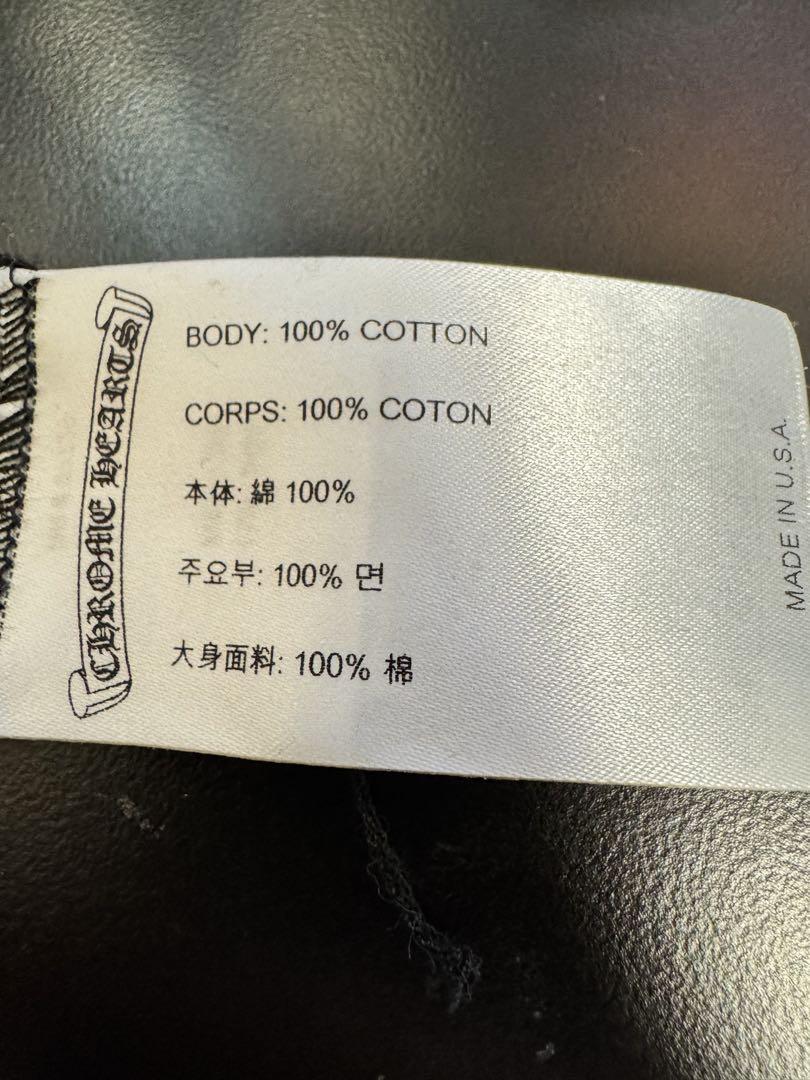 CHROME HEARTS
BODY: 100% COTTON
CORPS: 100% COTON
本体: 綿 100%
주요부: 100% 면
大身面料: 100% 棉
MADE IN U.S.A.